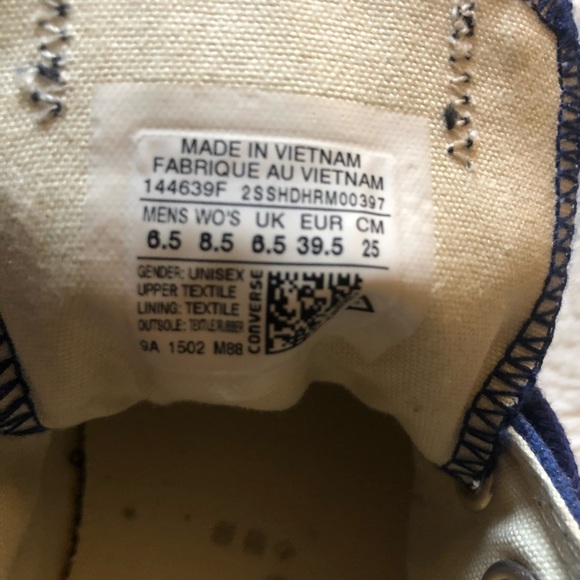 MADE IN VIETNAM
FABRIQUE AU VIETNAM
144639F 2SSHDHRM00397
MENS WO'S UK EUR CM
6.5 8.5 6.5 39.5 25
GENDER: UNISEX
UPPER TEXTILE
LINING: TEXTILE
OUTSOLE: TEXTILE/RUBBER
9A 1502 M88
CONVERSE